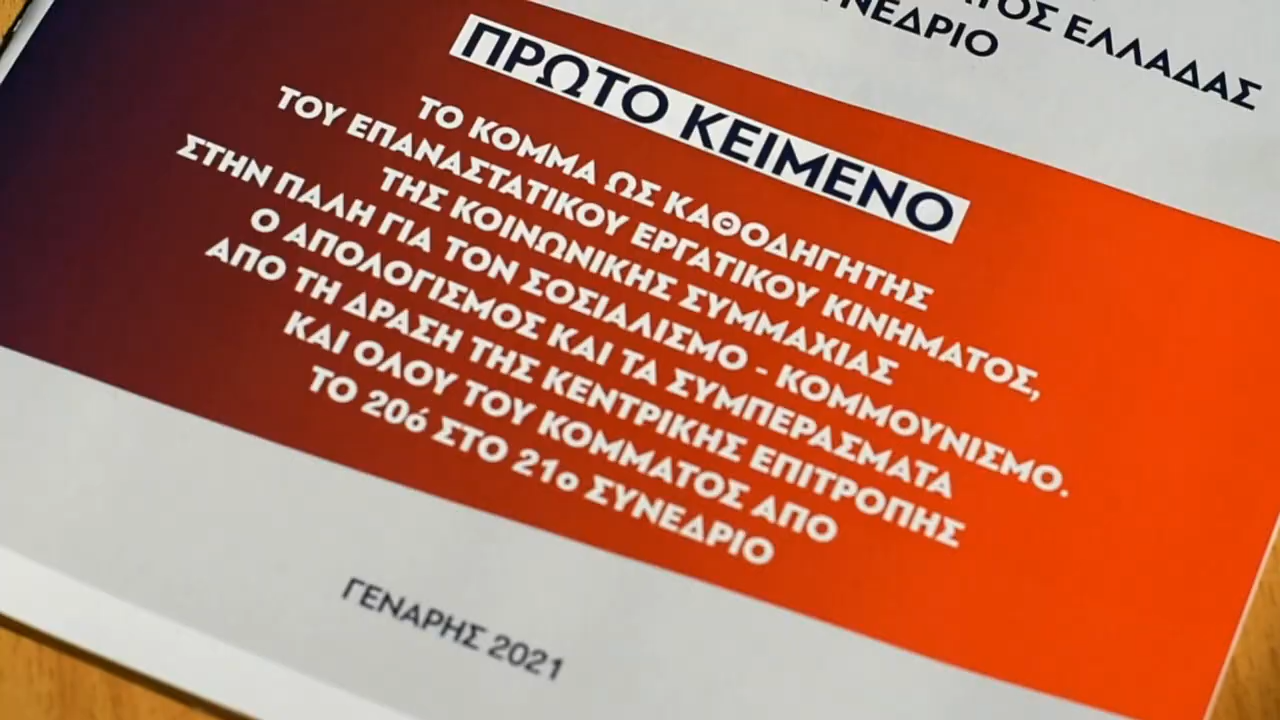 ΕΛΛΑΔΑΣ
ΠΡΩΤΟ ΚΕΙΜΕΝΟ
ΤΟ ΚΟΜΜΑ ΩΣ ΚΑΘΟΔΗΓΗΤΗΣ
ΤΟΥ ΕΠΑΝΑΣΤΑΤΙΚΟΥ ΕΡΓΑΤΙΚΟΥ ΚΙΝΗΜΑΤΟΣ,
ΤΗΣ ΚΟΙΝΩΝΙΚΗΣ ΣΥΜΜΑΧΙΑΣ
ΣΤΗΝ ΠΑΛΗ ΓΙΑ ΤΟΝ ΣΟΣΙΑΛΙΣΜΟ - ΚΟΜΜΟΥΝΙΣΜΟ.
Ο ΑΠΟΛΟΓΙΣΜΟΣ ΚΑΙ ΤΑ ΣΥΜΠΕΡΑΣΜΑΤΑ
ΑΠΟ ΤΗ ΔΡΑΣΗ ΤΗΣ ΚΕΝΤΡΙΚΗΣ ΕΠΙΤΡΟΠΗΣ
ΚΑΙ ΟΛΟΥ ΤΟΥ ΚΟΜΜΑΤΟΣ ΑΠΟ
ΤΟ 20ό ΣΤΟ 21ο ΣΥΝΕΔΡΙΟ
ΓΕΝΑΡΗΣ 2021